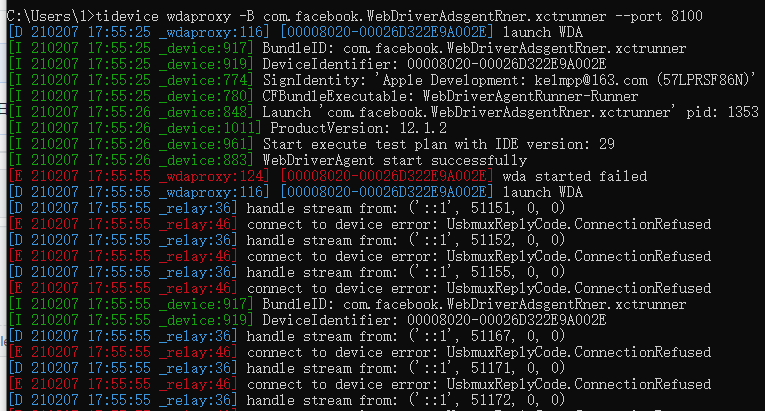 C:\Users\1>tidevice wdaproxy -B com.facebook.WebDriverAdsgentRner.xctrunner --port 8100
[D 210207 17:55:25 _wdaproxy:116] [00008020-00026D322E9A002E] launch WDA
[I 210207 17:55:25 _device:917] BundleID: com.facebook.WebDriverAdsgentRner.xctrunner
[I 210207 17:55:25 _device:919] DeviceIdentifier: 00008020-00026D322E9A002E
[I 210207 17:55:25 _device:774] SignIdentity: 'Apple Development: kelmpp@163.com (57LPRSF86N)'
[I 210207 17:55:25 _device:780] CFBundleExecutable: WebDriverAgentRunner-Runner
[I 210207 17:55:26 _device:848] Launch 'com.facebook.WebDriverAdsgentRner.xctrunner' pid: 1353
[I 210207 17:55:26 _device:1011] ProductVersion: 12.1.2
[I 210207 17:55:26 _device:961] Start execute test plan with IDE version: 29
[I 210207 17:55:26 _device:883] WebDriverAgent start successfully
[E 210207 17:55:55 _wdaproxy:124] [00008020-00026D322E9A002E] wda started failed
[D 210207 17:55:55 _wdaproxy:116] [00008020-00026D322E9A002E] launch WDA
[D 210207 17:55:55 _relay:36] handle stream from: ('::1', 51151, 0, 0)
[E 210207 17:55:55 _relay:46] connect to device error: UsbmuxReplyCode.ConnectionRefused
[D 210207 17:55:55 _relay:36] handle stream from: ('::1', 51152, 0, 0)
[E 210207 17:55:55 _relay:46] connect to device error: UsbmuxReplyCode.ConnectionRefused
[D 210207 17:55:55 _relay:36] handle stream from: ('::1', 51155, 0, 0)
[E 210207 17:55:55 _relay:46] connect to device error: UsbmuxReplyCode.ConnectionRefused
[I 210207 17:55:55 _device:917] BundleID: com.facebook.WebDriverAdsgentRner.xctrunner
[I 210207 17:55:55 _device:919] DeviceIdentifier: 00008020-00026D322E9A002E
[D 210207 17:55:55 _relay:36] handle stream from: ('::1', 51167, 0, 0)
[E 210207 17:55:55 _relay:46] connect to device error: UsbmuxReplyCode.ConnectionRefused
[D 210207 17:55:55 _relay:36] handle stream from: ('::1', 51171, 0, 0)
[E 210207 17:55:55 _relay:46] connect to device error: UsbmuxReplyCode.ConnectionRefused
[D 210207 17:55:55 _relay:36] handle stream from: ('::1', 51172, 0, 0)